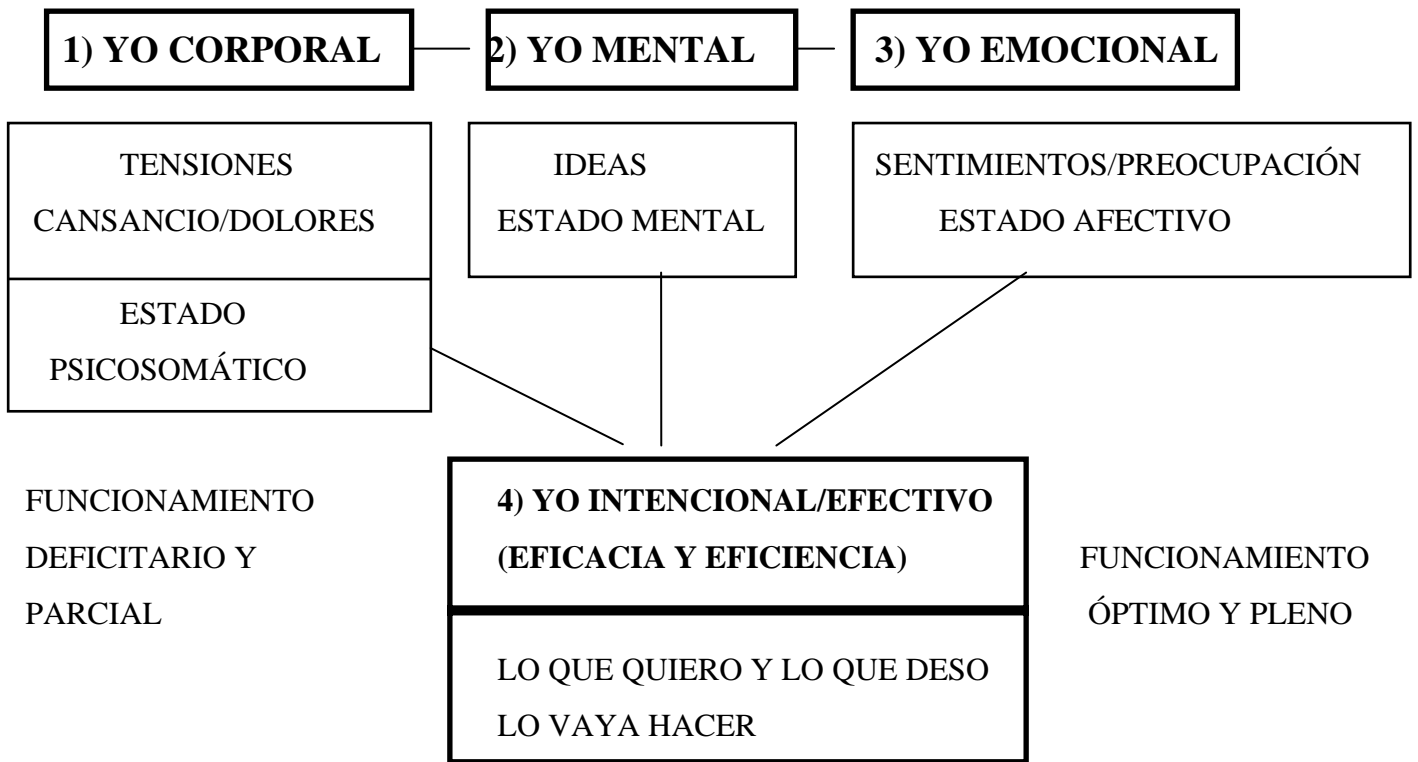 1) YO CORPORAL
2) YO MENTAL
3) YO EMOCIONAL
TENSIONES
CANSANCIO/DOLORES
ESTADO
PSICOSOMÁTICO
IDEAS
ESTADO MENTAL
SENTIMIENTOS/PREOCUPACIÓN
ESTADO AFECTIVO
FUNCIONAMIENTO
DEFICITARIO Y
PARCIAL
4) YO INTENCIONAL/EFECTIVO
(EFICACIA Y EFICIENCIA)
LO QUE QUIERO Y LO QUE DESO
LO VAYA HACER
FUNCIONAMIENTO
ÓPTIMO Y PLENO